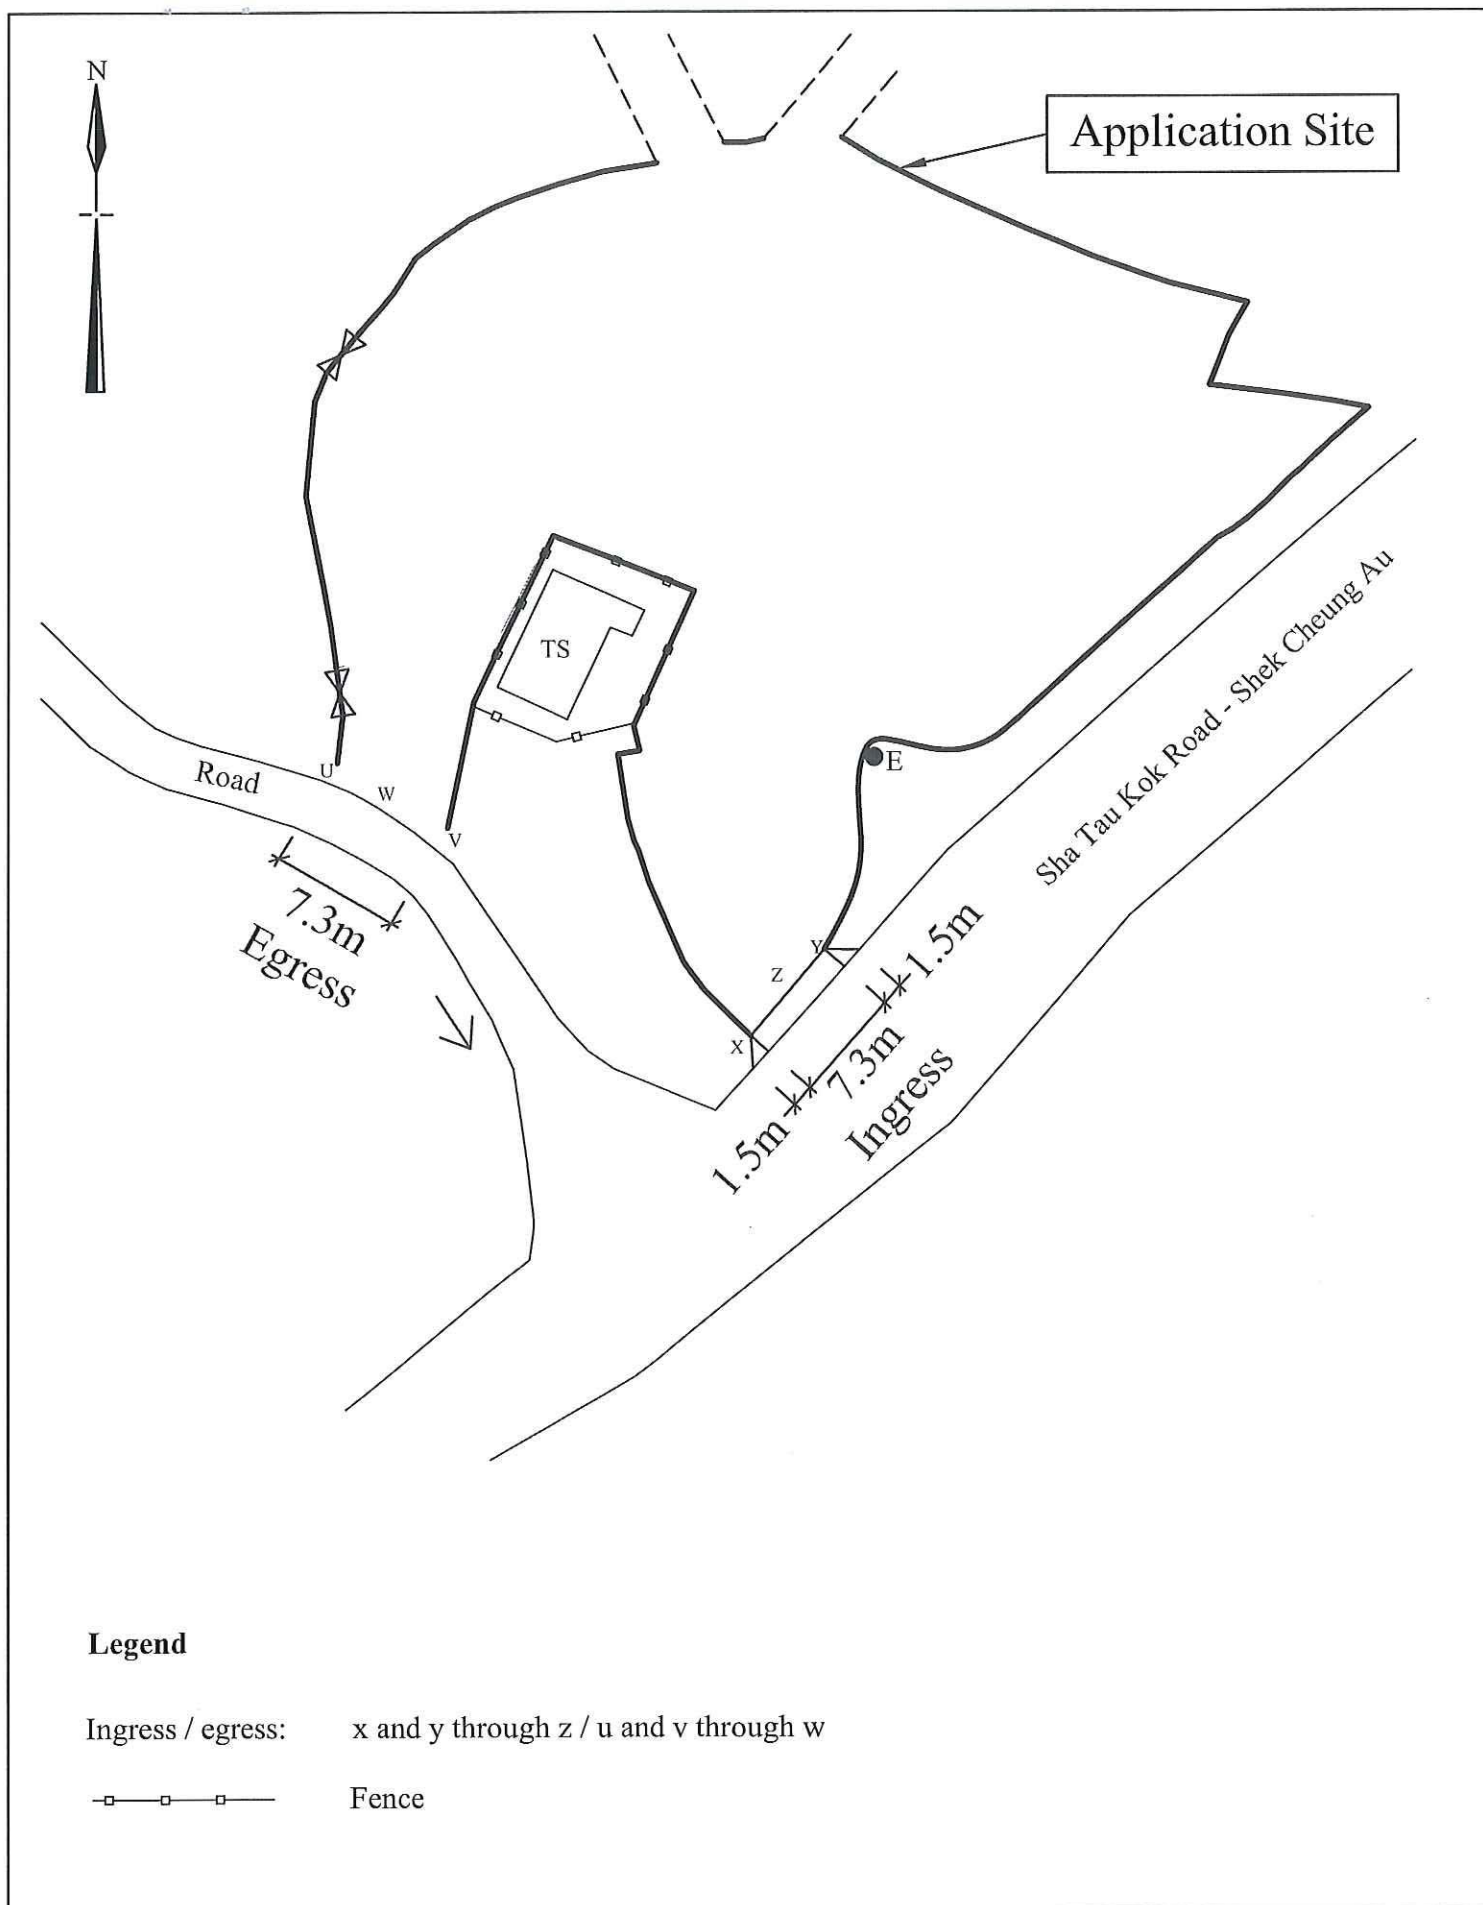 N
Application Site
TS
Sha Tau Kok Road - Shek Cheung Au
E
U
Road
W
V
7.3m
Egress
Y
Z
X
1.5m
7.3m
1.5m
Ingress
Legend
Ingress / egress: x and y through z / u and v through w
Fence